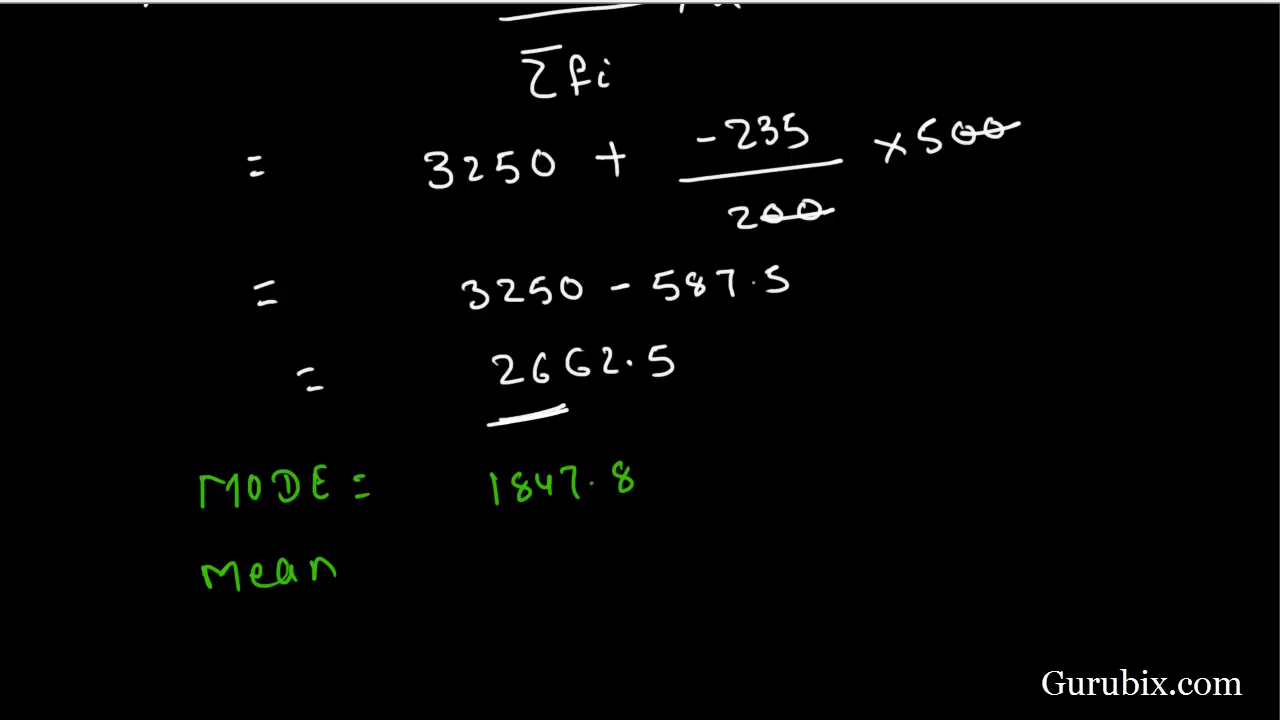 Σfi
= 3250 + -235/200 × 500
= 3250 - 587.5
= 2662.5
MODE = 1847.8
Mean
Gurubix.com